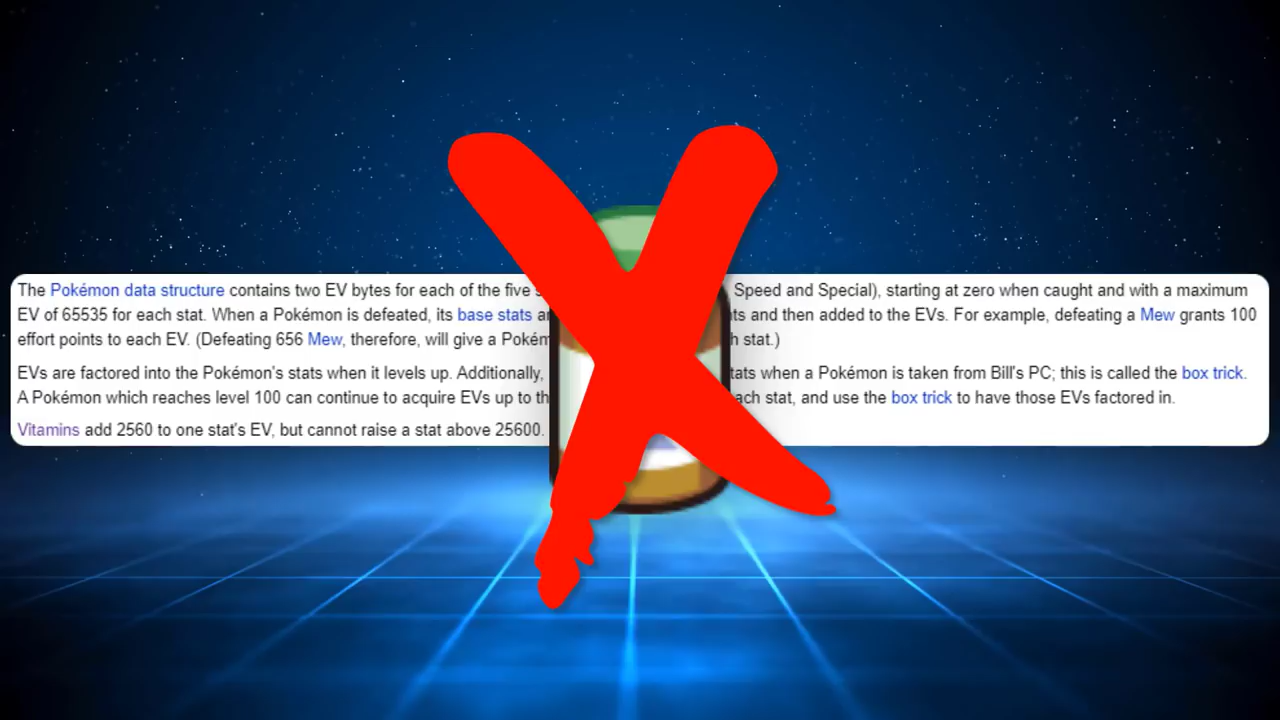 The Pokémon data structure contains two EV bytes for each of the five Speed and Special), starting at zero when caught and with a maximum
EV of 65535 for each stat. When a Pokémon is defeated, its base stats and then added to the EVs. For example, defeating a Mew grants 100
effort points to each EV. (Defeating 656 Mew, therefore, will give a stat.)
EVs are factored into the Pokémon's stats when it levels up. Additionally, when a Pokémon is taken from Bill's PC; this is called the box trick.
A Pokémon which reaches level 100 can continue to acquire EVs up to stat, and use the box trick to have those EVs factored in.
Vitamins add 2560 to one stat's EV, but cannot raise a stat above 25600.